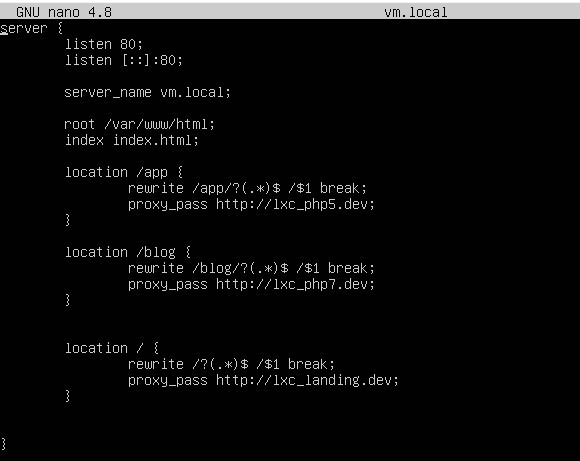 GNU nano 4.8 vm.local
server {
listen 80;
listen [::]:80;
server_name vm.local;
root /var/www/html;
index index.html;
location /app {
rewrite /app/?(.*)$ /$1 break;
proxy_pass http://lxc_php5.dev;
}
location /blog {
rewrite /blog/?(.*)$ /$1 break;
proxy_pass http://lxc_php7.dev;
}
location / {
rewrite /?(.*)$ /$1 break;
proxy_pass http://lxc_landing.dev;
}
}